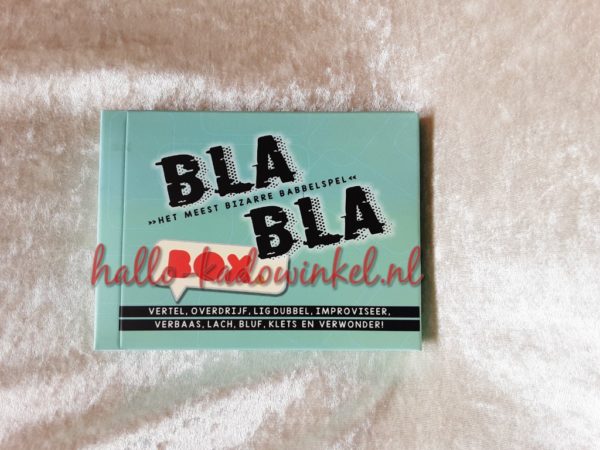 BLA
»HET MEEST BIZARRE BABBELSPEL«
BLA
BOX
hallo-kadowinkel.nl
VERTEL, OVERDRIJF, LIG DUBBEL, IMPROVISEER,
VERBAAS, LACH, BLUF, KLETS EN VERWONDER!